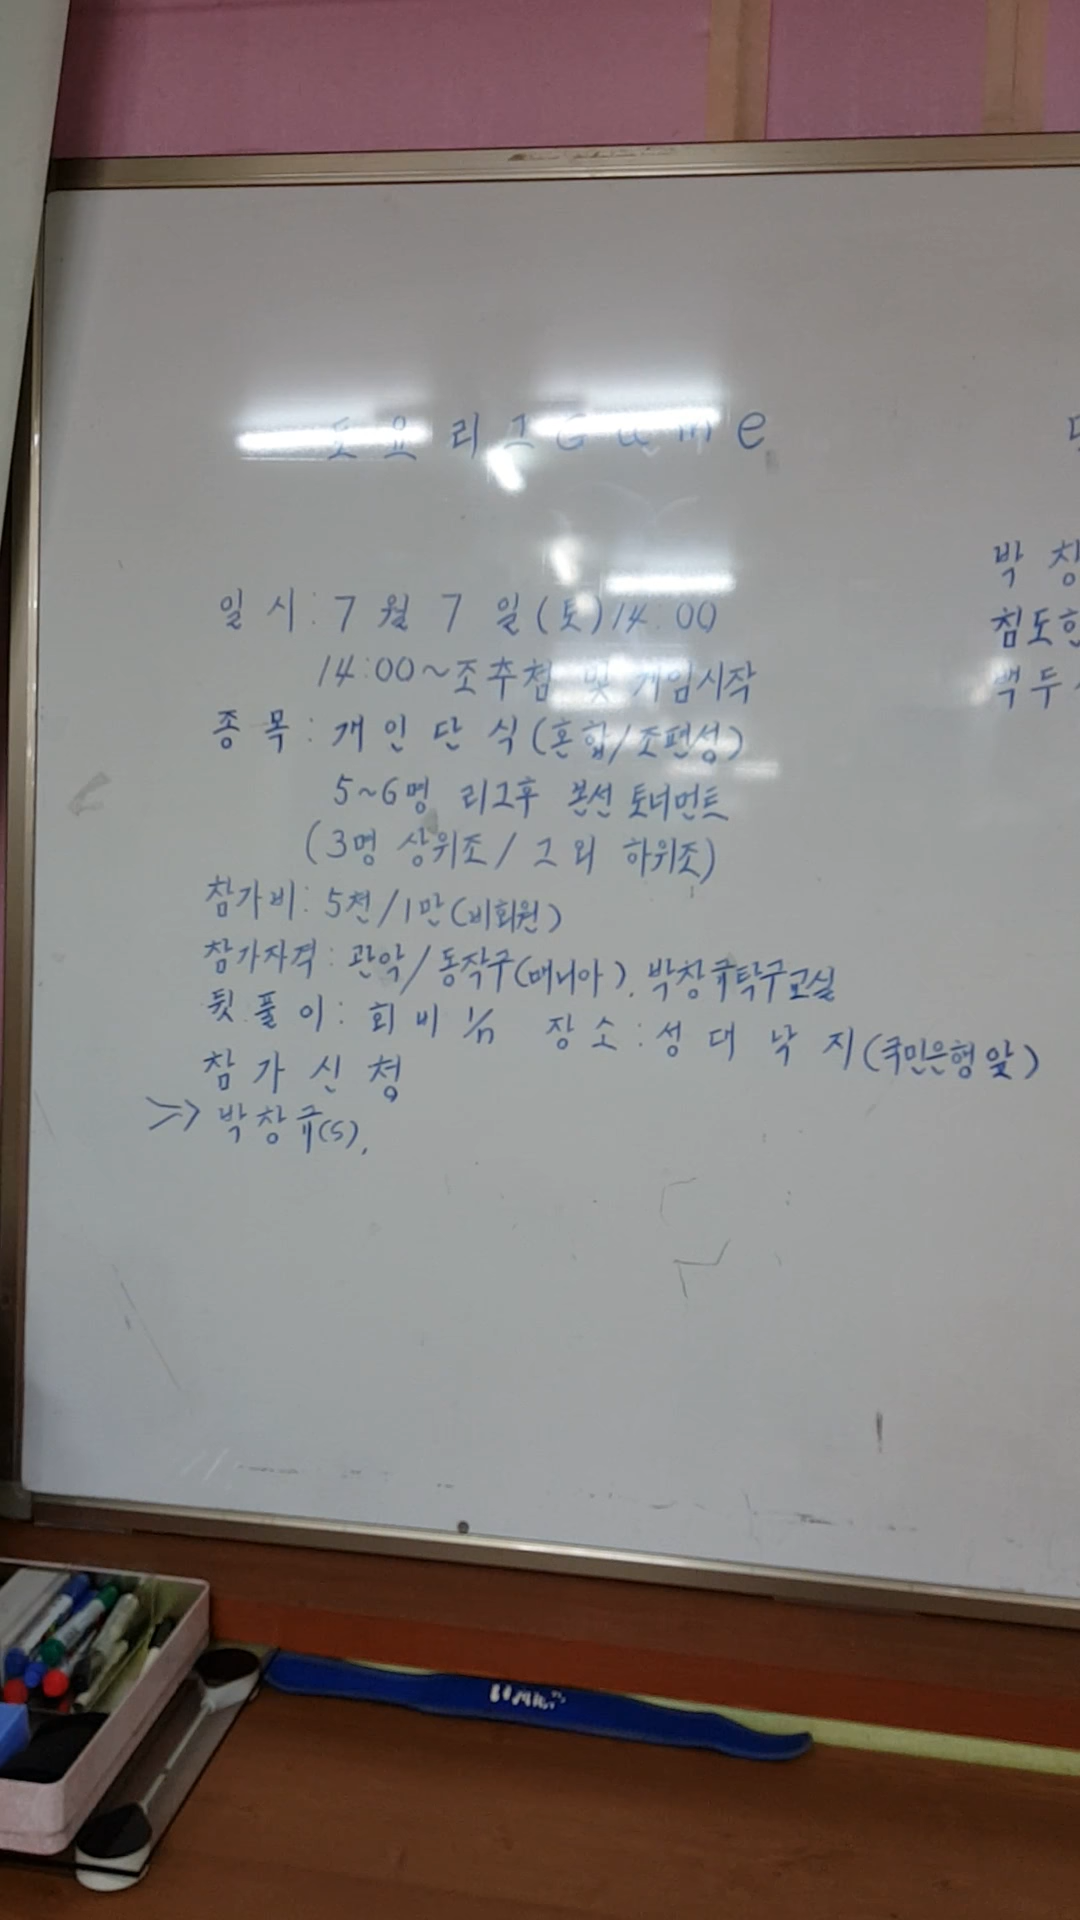 토요리그Game
일시: 7월 7일(토)14:00
14:00~조추첨 및 게임시작
종목: 개인단식(혼합/조편성)
5~6명 리그후 본선 토너먼트
(3명 상위조/그외 하위조)
참가비: 5천/1만(비회원)
참가자격: 관악/동작구(매니아). 박창규탁구교실
뒷풀이: 회비 1/n 장소: 성대낙지(국민은행앞)
참가신청
=> 박창규(S).
박창
침도한
백두